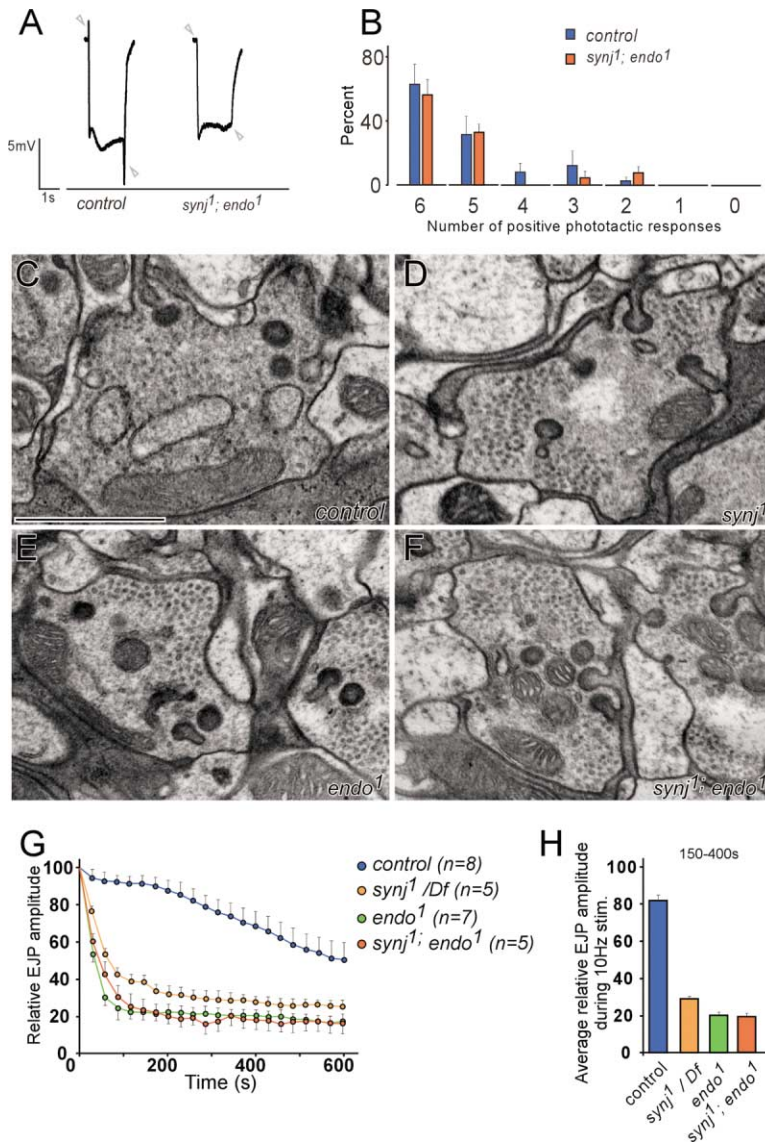 A
5mV
1s
control
synj1; endo1
B
control
synj1; endo1
Percent
80
40
0
6 5 4 3 2 1 0
Number of positive phototactic responses
C
control
D
synj1
E
endo1
F
synj1; endo1
G
Relative EJP amplitude
100
80
60
40
20
0
0 200 400 600
Time (s)
control (n=8)
synj1 /Df (n=5)
endo1 (n=7)
synj1; endo1 (n=5)
H
150-400s
Average relative EJP amplitude
during 10Hz stim.
100
80
60
40
20
0
control
synj1 / Df
endo1
synj1; endo1